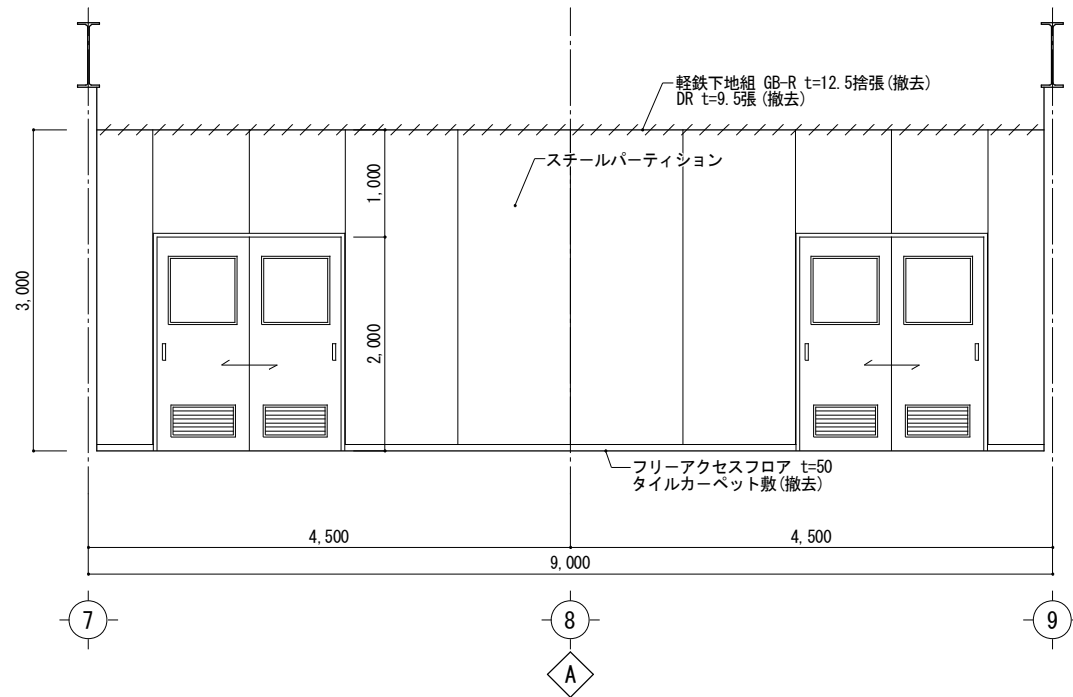 軽鉄下地組 GB-R t=12.5捨張(撤去)
DR t=9.5張(撤去)
スチールパーティション
1,000
3,000
2,000
フリーアクセスフロア t=50
タイルカーペット敷(撤去)
4,500
4,500
9,000
7
8
9
A